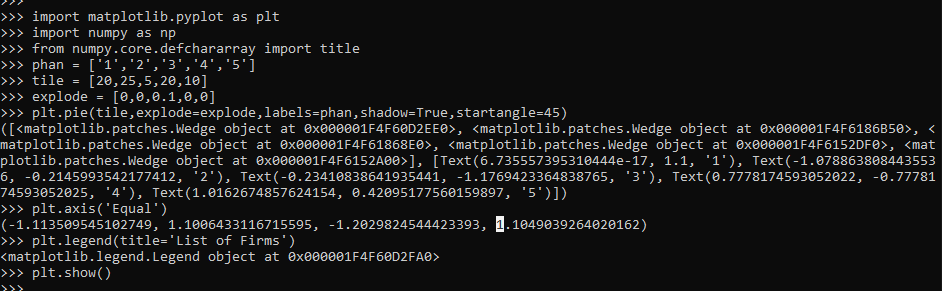 >>>
>>> import matplotlib.pyplot as plt
>>> import numpy as np
>>> from numpy.core.defchararray import title
>>> phan = ['1','2','3','4','5']
>>> tile = [20,25,5,20,10]
>>> explode = [0,0,0.1,0,0]
>>> plt.pie(tile,explode=explode,labels=phan,shadow=True,startangle=45)
([<matplotlib.patches.Wedge object at 0x000001F4F60D2EE0>, <matplotlib.patches.Wedge object at 0x000001F4F6186B50>, <
matplotlib.patches.Wedge object at 0x000001F4F61868E0>, <matplotlib.patches.Wedge object at 0x000001F4F6152DF0>, <mat
plotlib.patches.Wedge object at 0x000001F4F6152A00>], [Text(6.735557395310444e-17, 1.1, '1'), Text(-1.078863808443553
6, -0.2145993542177412, '2'), Text(-0.23410838641935441, -1.1769423364838765, '3'), Text(0.7778174593052022, -0.77781
74593052025, '4'), Text(1.0162674857624154, 0.42095177560159897, '5')])
>>> plt.axis('Equal')
(-1.113509545102749, 1.1006433116715595, -1.2029824544423393, 1.1049039264020162)
>>> plt.legend(title='List of Firms')
<matplotlib.legend.Legend object at 0x000001F4F60D2FA0>
>>> plt.show()
>>>